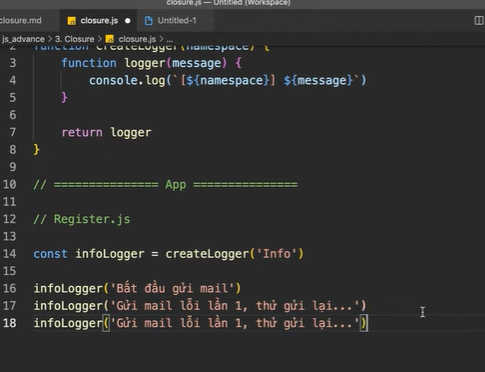 closure.js — Untitled (Workspace)
closure.md
closure.js
Untitled-1
js_advance > 3. Closure > closure.js > ...
2 function createLogger(namespace) {
3 function logger(message) {
4 console.log(`[${namespace}] ${message}`)
5 }
6
7 return logger
8 }
9
10 // =============== App ===============
11
12 // Register.js
13
14 const infoLogger = createLogger('Info')
15
16 infoLogger('Bắt đầu gửi mail')
17 infoLogger('Gửi mail lỗi lần 1, thử gửi lại...')
18 infoLogger('Gửi mail lỗi lần 1, thử gửi lại...')